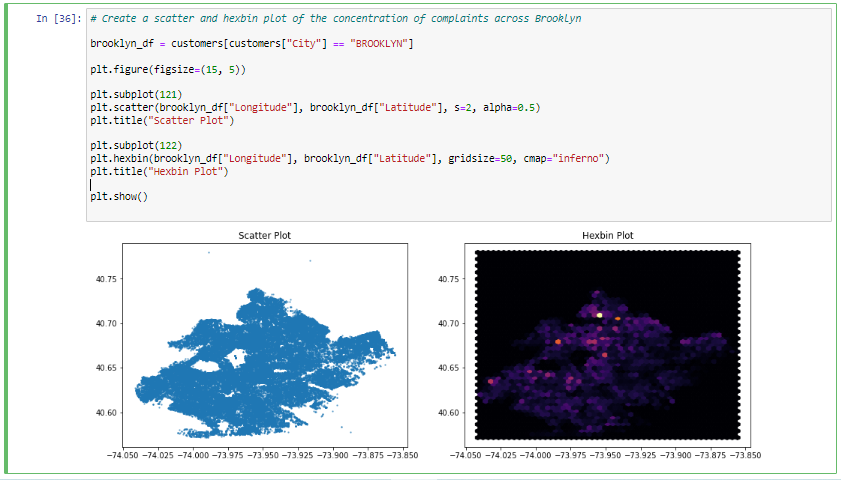 In [36]: # Create a scatter and hexbin plot of the concentration of complaints across Brooklyn
brooklyn_df = customers[customers["City"] == "BROOKLYN"]
plt.figure(figsize=(15, 5))
plt.subplot(121)
plt.scatter(brooklyn_df["Longitude"], brooklyn_df["Latitude"], s=2, alpha=0.5)
plt.title("Scatter Plot")
plt.subplot(122)
plt.hexbin(brooklyn_df["Longitude"], brooklyn_df["Latitude"], gridsize=50, cmap="inferno")
plt.title("Hexbin Plot")
plt.show()
Scatter Plot
40.75
40.70
40.65
40.60
−74.050 −74.025 −74.000 −73.975 −73.950 −73.925 −73.900 −73.875 −73.850
Hexbin Plot
40.75
40.70
40.65
40.60
−74.050 −74.025 −74.000 −73.975 −73.950 −73.925 −73.900 −73.875 −73.850